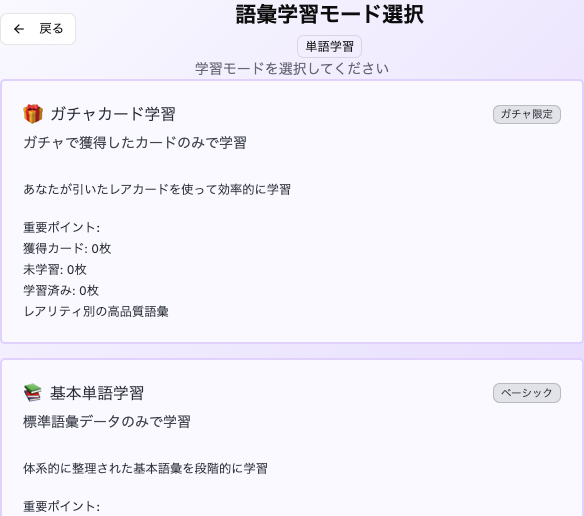 語彙学習モード選択
← 戻る
単語学習
学習モードを選択してください
ガチャカード学習
ガチャ限定
ガチャで獲得したカードのみで学習
あなたが引いたレアカードを使って効率的に学習
重要ポイント:
獲得カード: 0枚
未学習: 0枚
学習済み: 0枚
レアリティ別の高品質語彙
基本単語学習
ベーシック
標準語彙データのみで学習
体系的に整理された基本語彙を段階的に学習
重要ポイント: